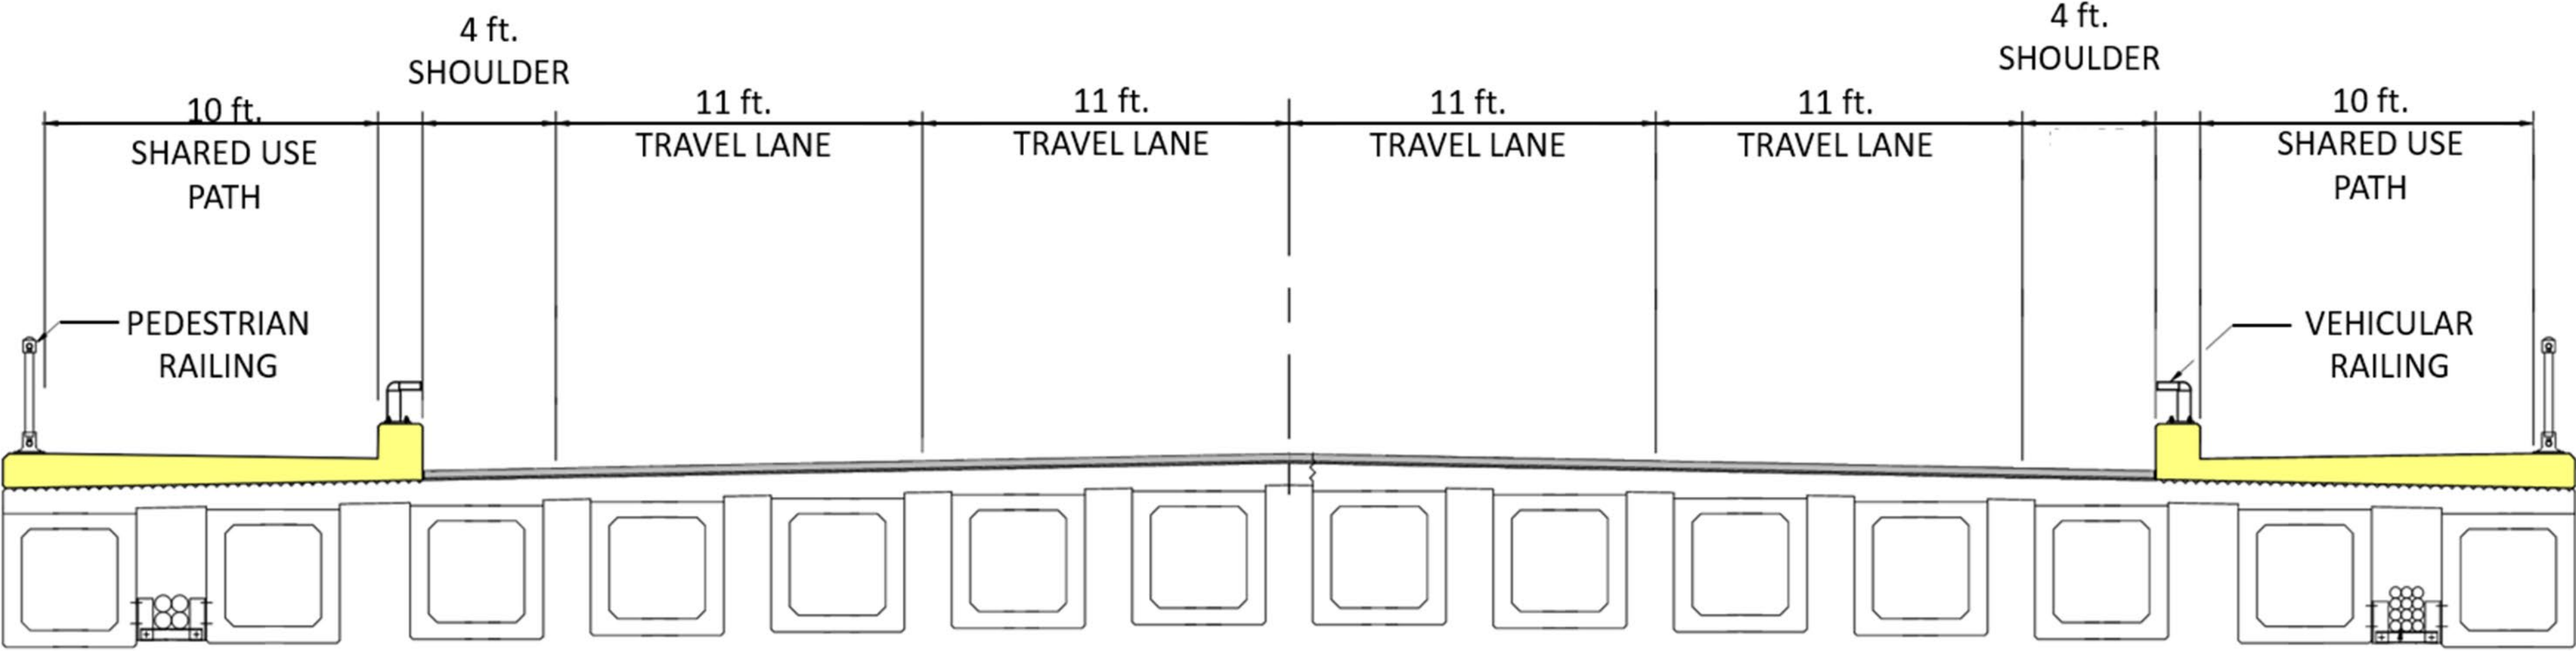 4 ft.
SHOULDER
4 ft.
SHOULDER
10 ft.
SHARED USE
PATH
11 ft.
TRAVEL LANE
11 ft.
TRAVEL LANE
11 ft.
TRAVEL LANE
11 ft.
TRAVEL LANE
10 ft.
SHARED USE
PATH
PEDESTRIAN
RAILING
VEHICULAR
RAILING